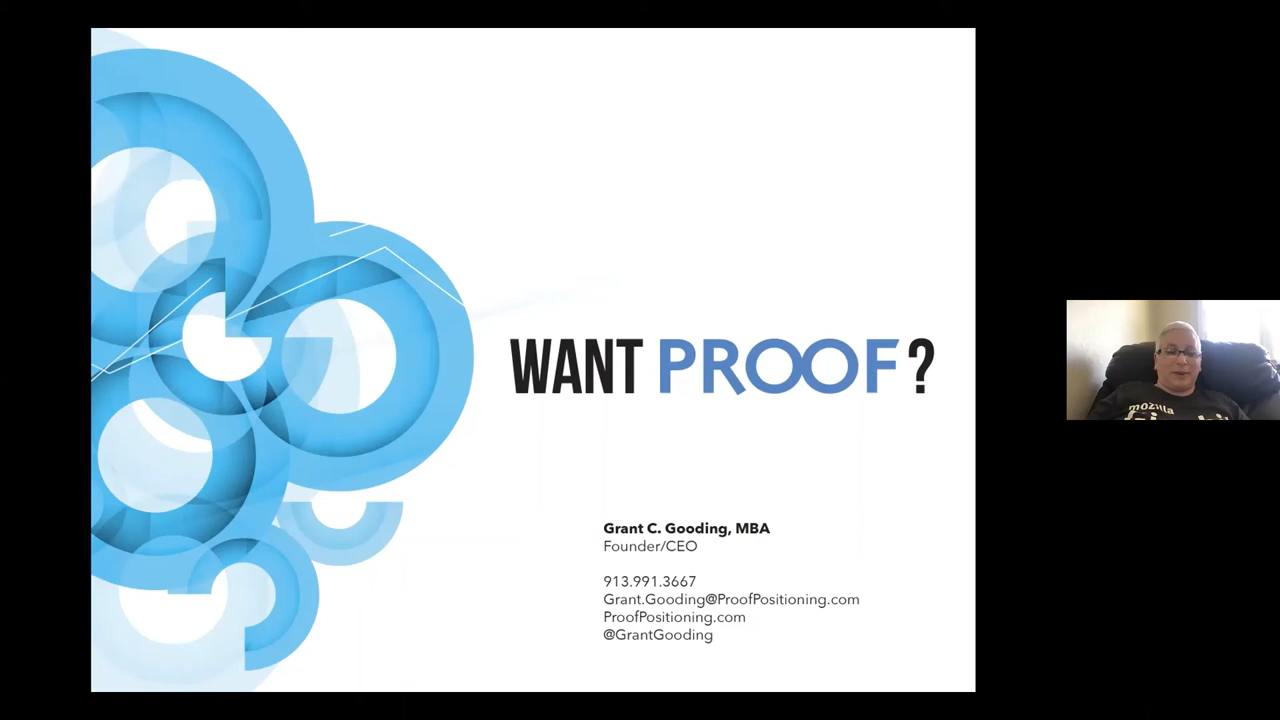 WANT PROOF?
Grant C. Gooding, MBA
Founder/CEO
913.991.3667
Grant.Gooding@ProofPositioning.com
ProofPositioning.com
@GrantGooding
mozilla